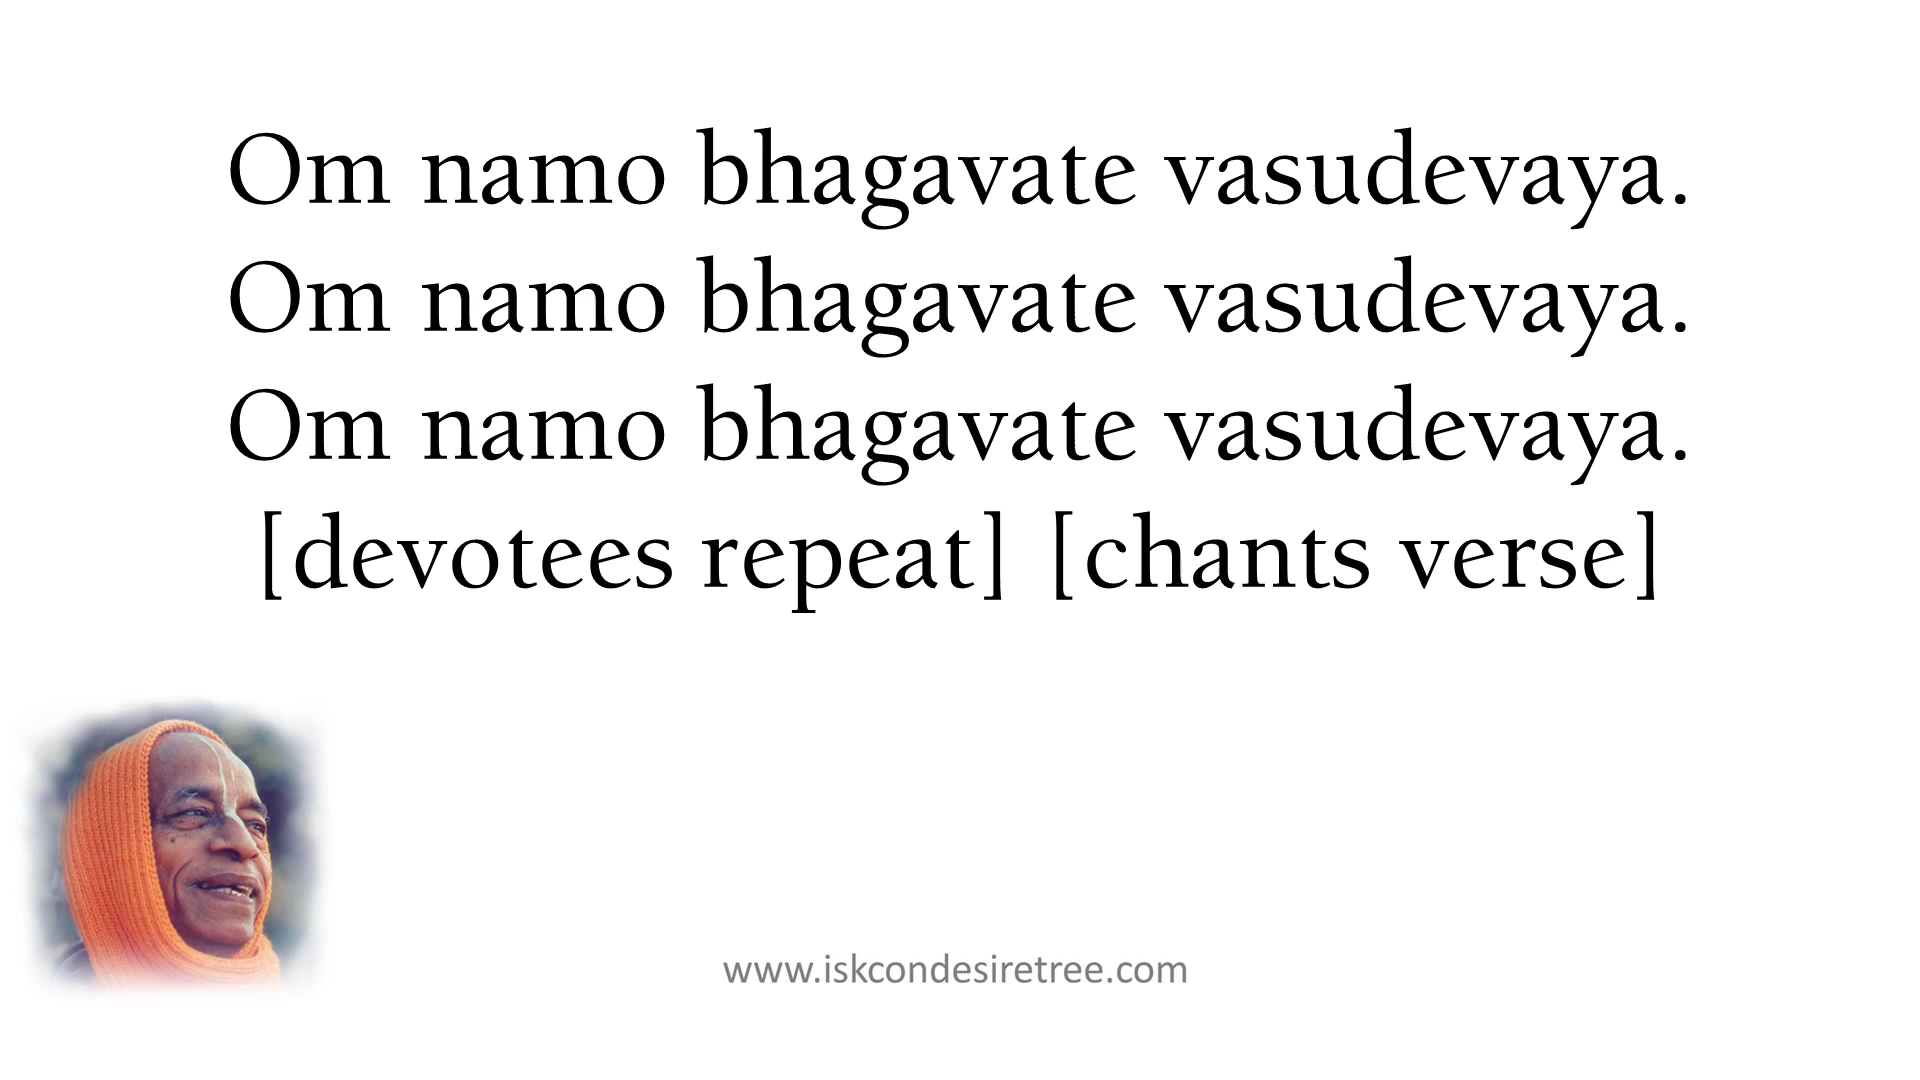 Om namo bhagavate vasudevaya.
Om namo bhagavate vasudevaya.
Om namo bhagavate vasudevaya.
[devotees repeat] [chants verse]
www.iskcondesiretree.com